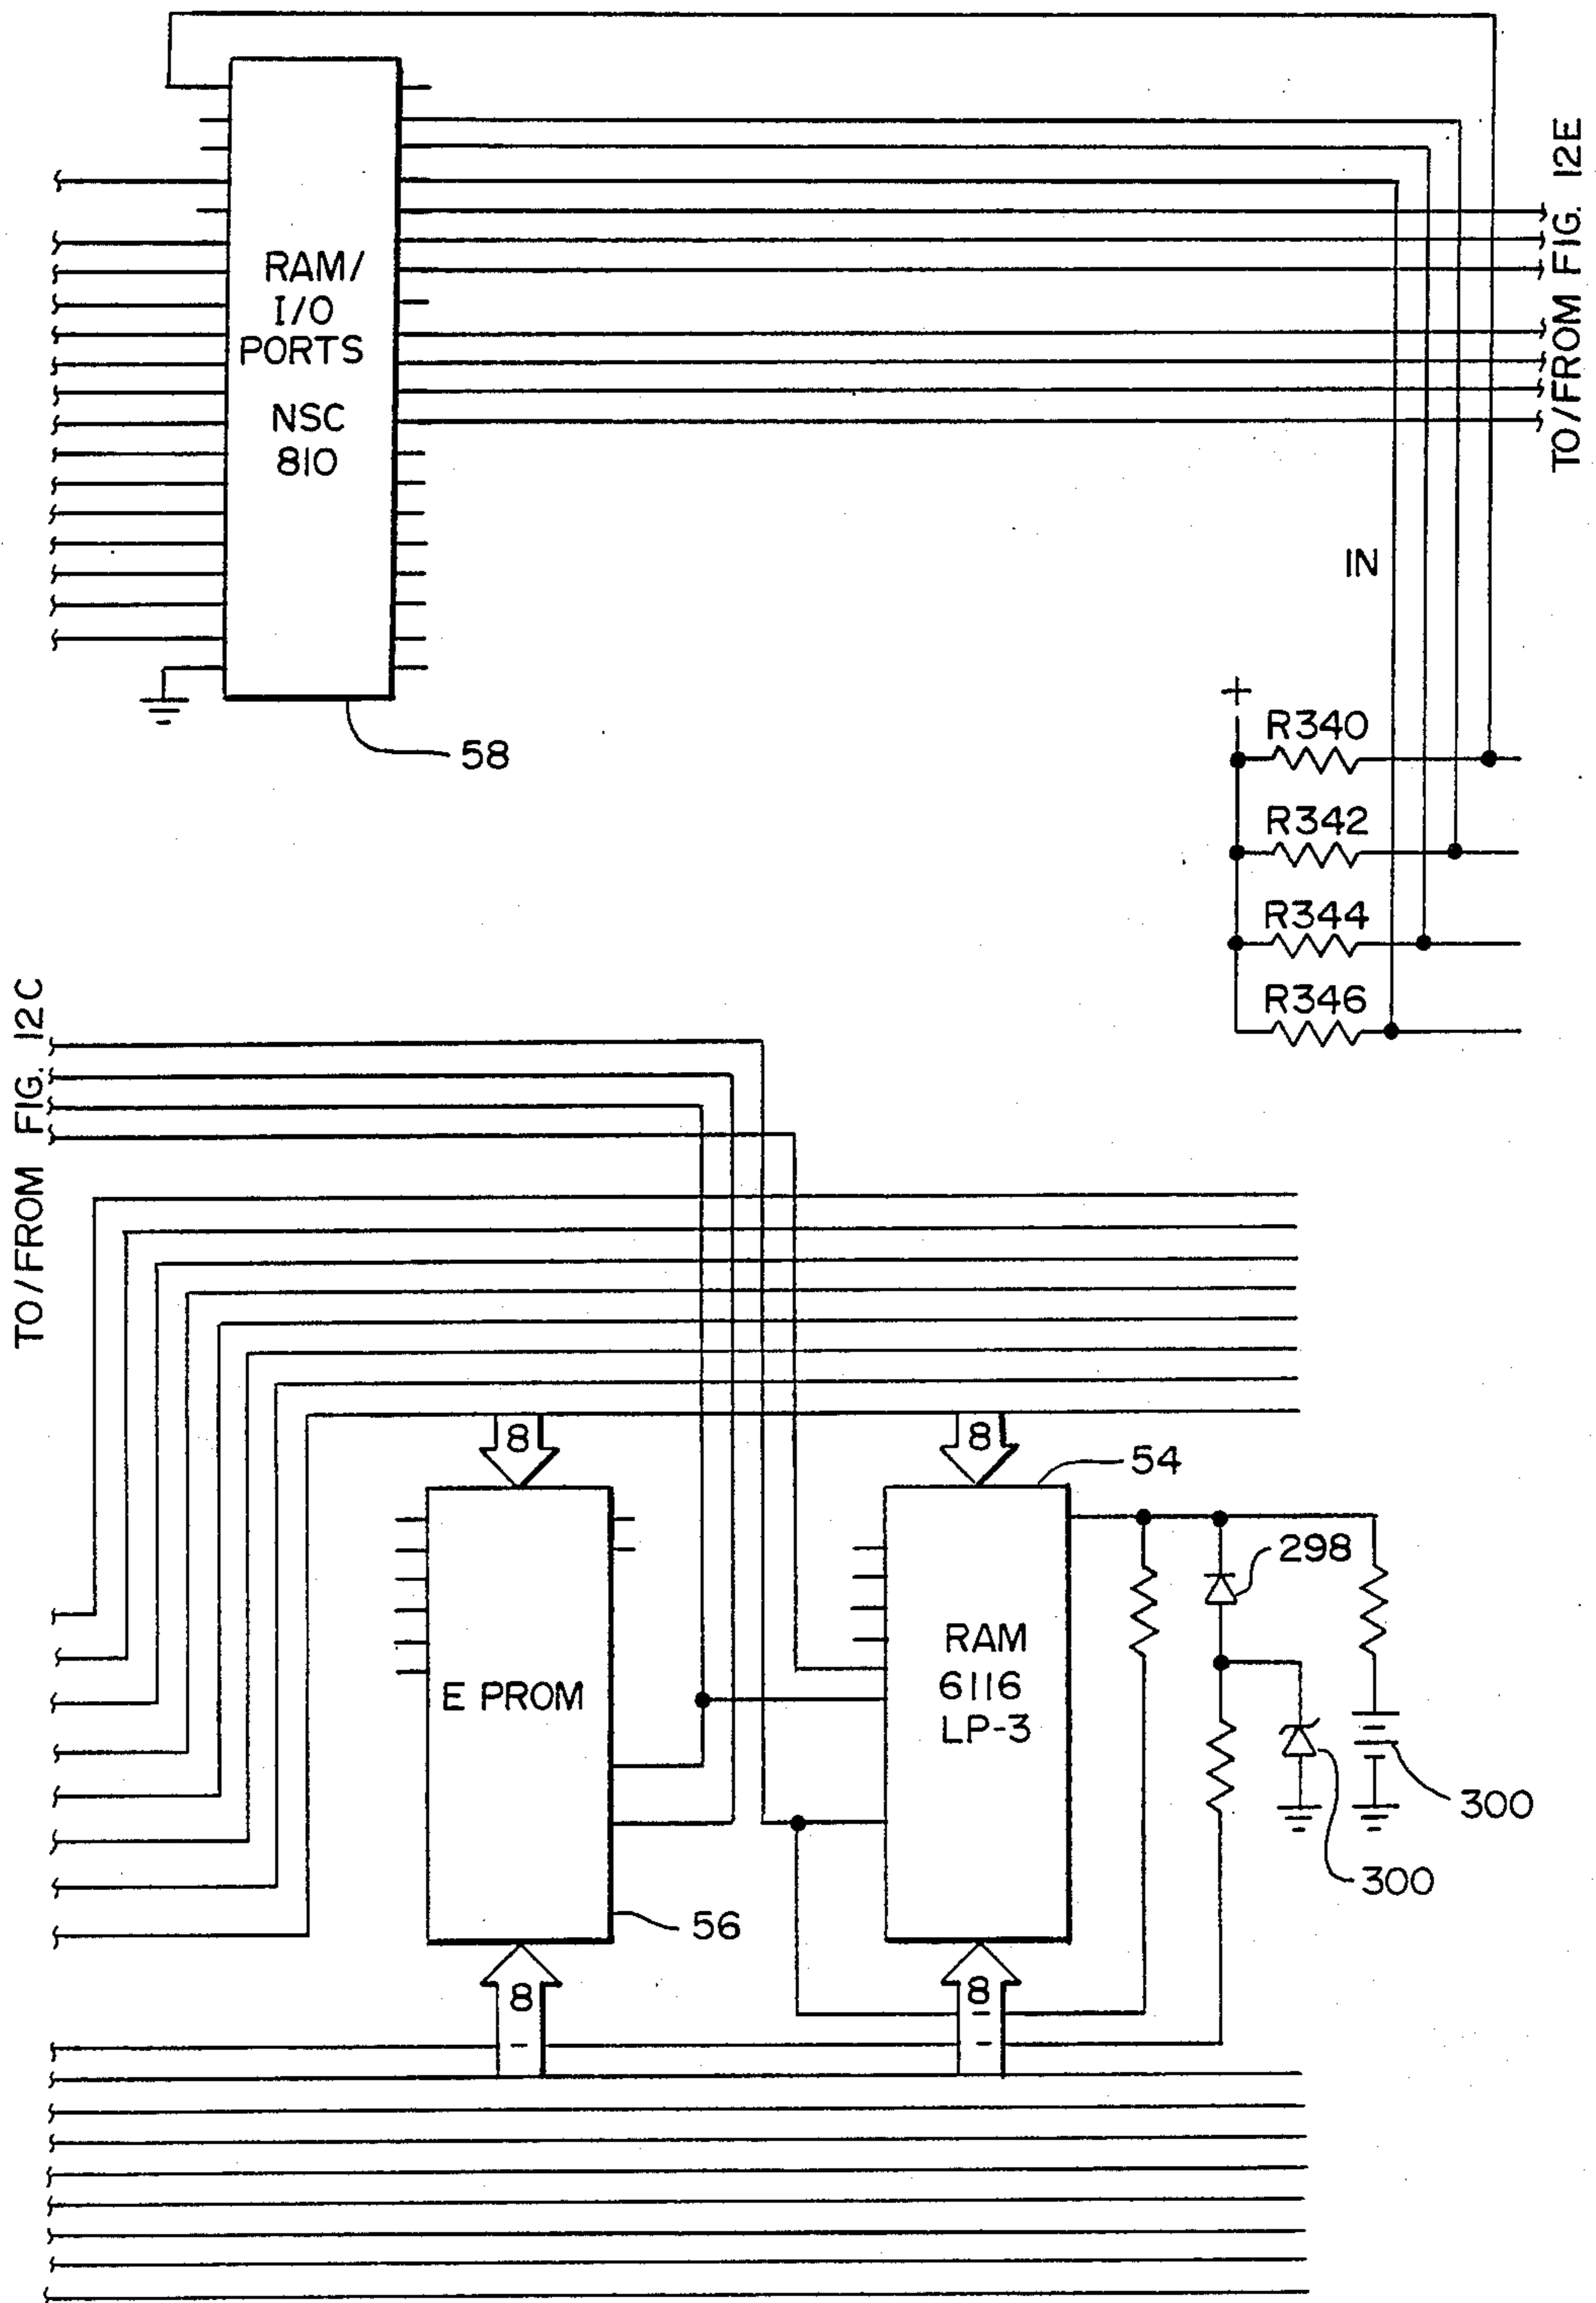 RAM/
I/O
PORTS
NSC
810
58
TO/FROM FIG. 12E
IN
+
R340
R342
R344
R346
TO/FROM FIG. 12C
8
8
54
298
E PROM
RAM
6116
LP-3
300
300
56
8
8